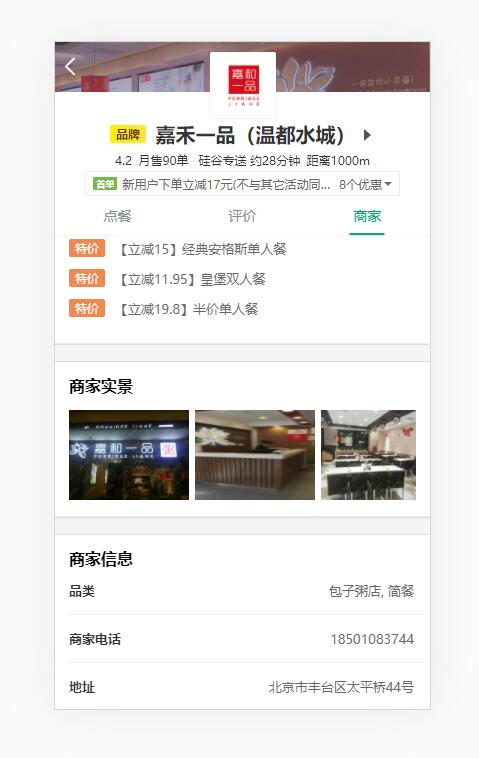 嘉和
一品
PORRIDGE
JIAHE
品牌 嘉禾一品（温都水城）
4.2 月售90单 · 硅谷专送 约28分钟 ·距离1000m
首单 新用户下单立减17元(不与其它活动同... 8个优惠
点餐 评价 商家
特价 【立减15】经典安格斯单人餐
特价 【立减11.95】皇堡双人餐
特价 【立减19.8】半价单人餐
商家实景
PORRIDGE JIAHE
嘉和一品 粥
PORRIDGE JIAHE
商家信息
品类 包子粥店, 简餐
商家电话 18501083744
地址 北京市丰台区太平桥44号